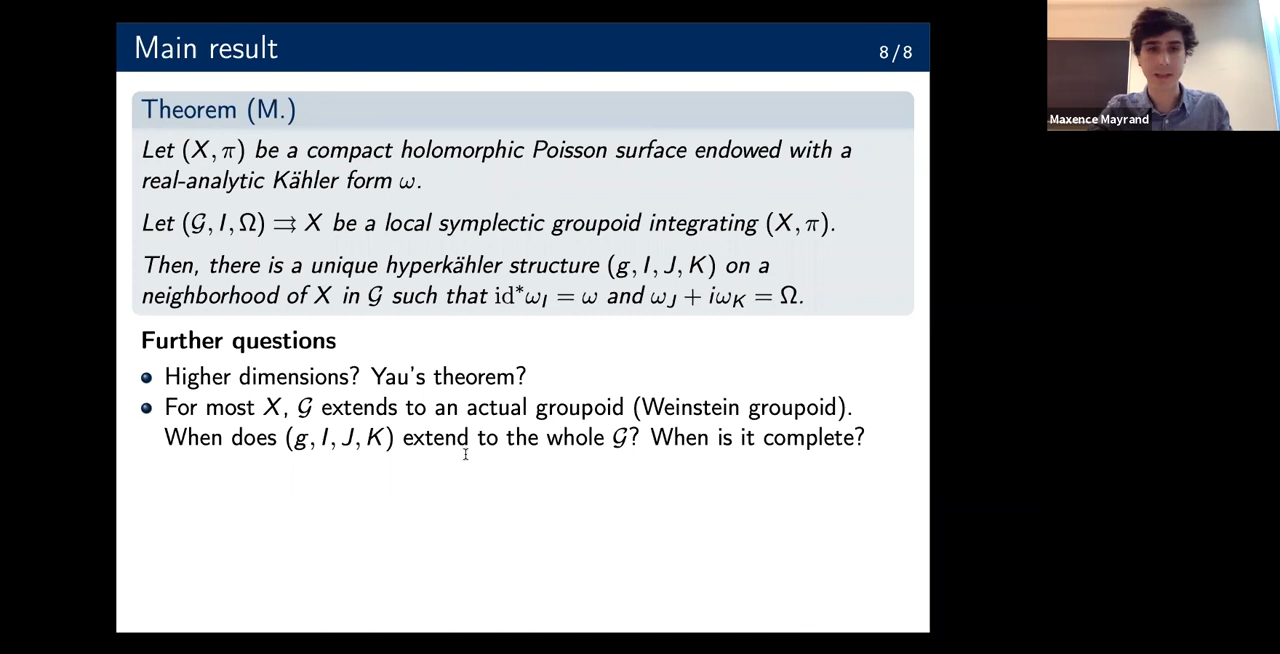 Main result
8/8
Theorem (M.)
Let (X, π) be a compact holomorphic Poisson surface endowed with a
real-analytic Kähler form ω.
Let (𝒢, I, Ω) ⇉ X be a local symplectic groupoid integrating (X, π).
Then, there is a unique hyperkähler structure (g, I, J, K) on a
neighborhood of X in 𝒢 such that id*ω_I = ω and ω_J + iω_K = Ω.
Further questions
Higher dimensions? Yau's theorem?
For most X, 𝒢 extends to an actual groupoid (Weinstein groupoid).
When does (g, I, J, K) extend to the whole 𝒢? When is it complete?
Maxence Mayrand